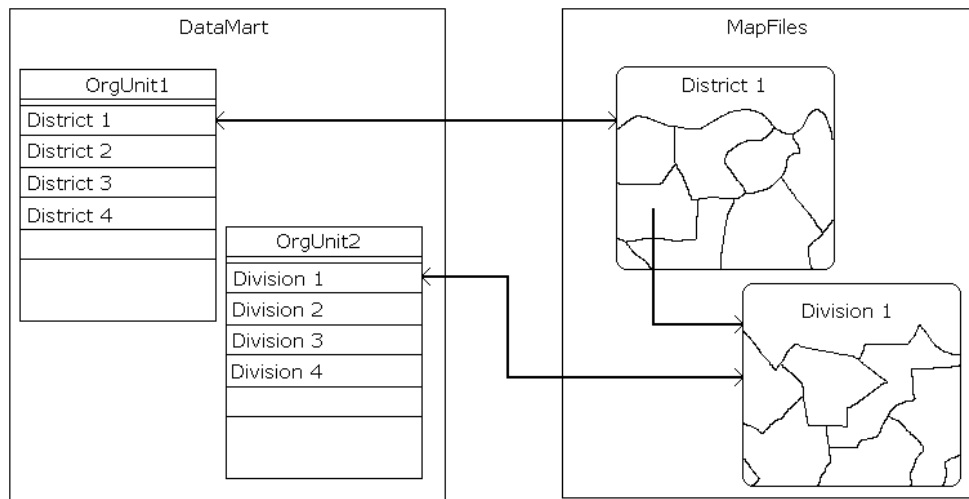 DataMart
OrgUnit1
District 1
District 2
District 3
District 4
OrgUnit2
Division 1
Division 2
Division 3
Division 4
MapFiles
District 1
Division 1